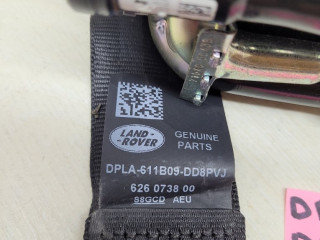 LAND-
ROVER
GENUINE
PARTS
DPLA-611B09-DD8PVJ
626 0738 00
S8GCD AEU